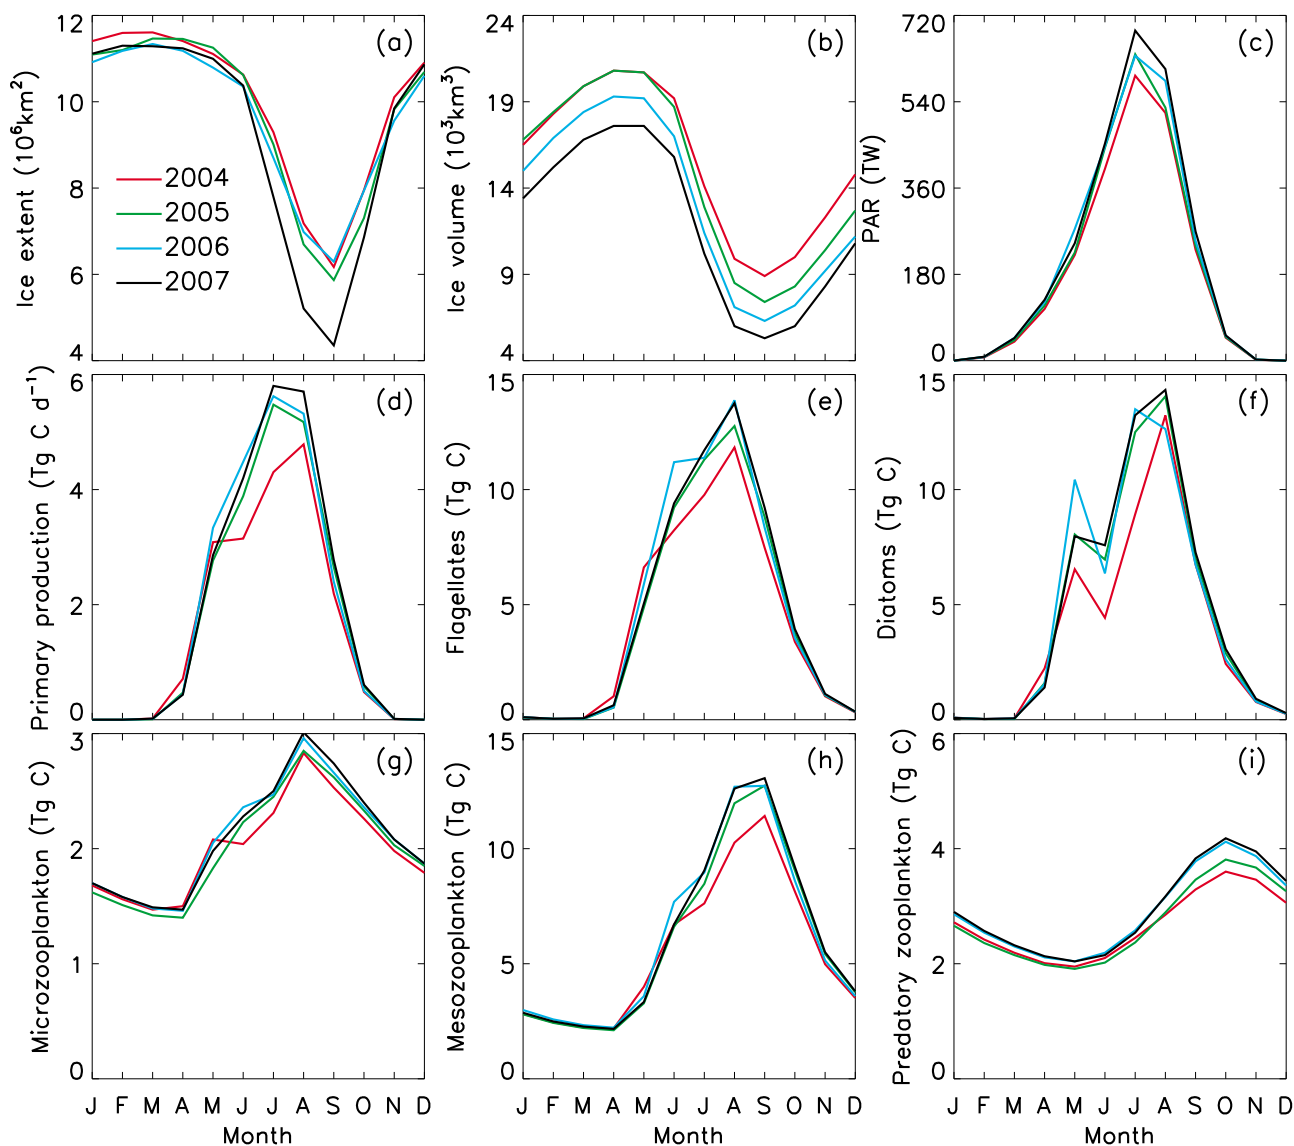 12
10
8
6
4
Ice extent (10⁶km²)
(a)
2004
2005
2006
2007
24
19
14
9
4
Ice volume (10³km³)
(b)
720
540
360
180
0
PAR (TW)
(c)
6
4
2
0
Primary production (Tg C d⁻¹)
(d)
15
10
5
0
Flagellates (Tg C)
(e)
15
10
5
0
Diatoms (Tg C)
(f)
3
2
1
0
Microzooplankton (Tg C)
(g)
J F M A M J J A S O N D
Month
15
10
5
0
Mesozooplankton (Tg C)
(h)
J F M A M J J A S O N D
Month
6
4
2
0
Predatory zooplankton (Tg C)
(i)
J F M A M J J A S O N D
Month